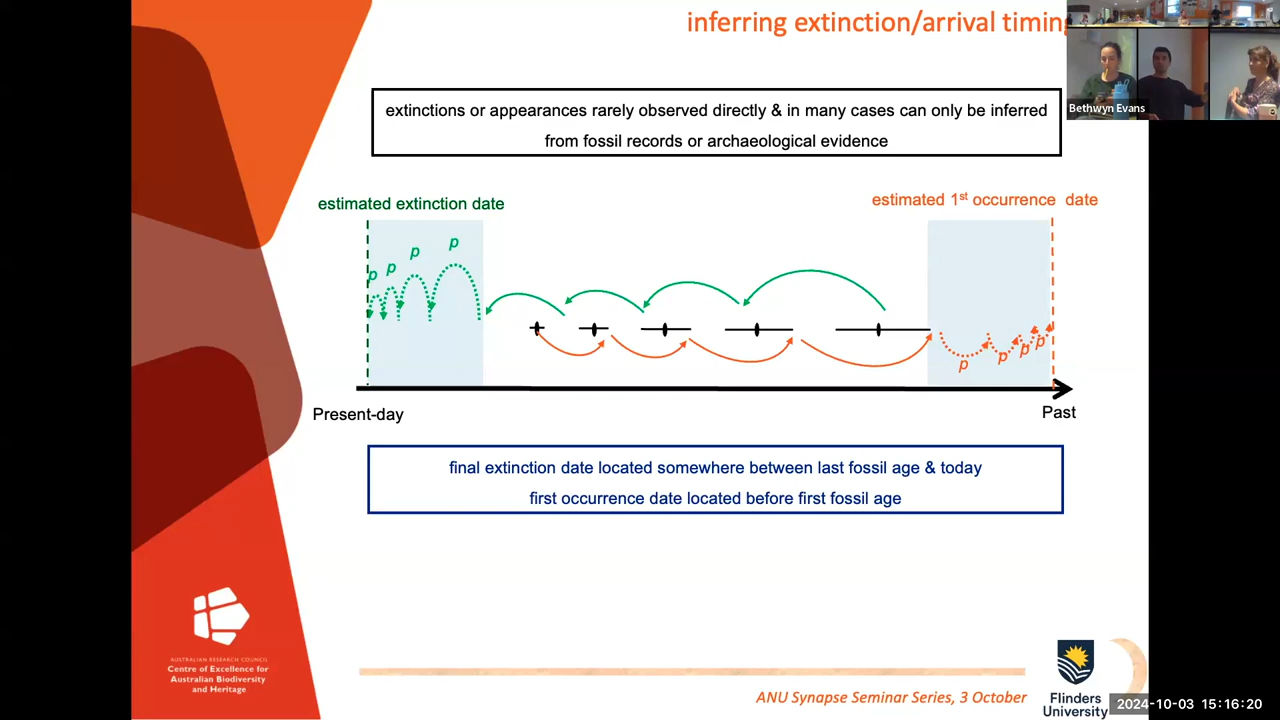 inferring extinction/arrival timing
Bethwyn Evans
extinctions or appearances rarely observed directly & in many cases can only be inferred
from fossil records or archaeological evidence
estimated extinction date
estimated 1st occurrence date
p
p
p
p
p
p
p
p
Present-day
Past
final extinction date located somewhere between last fossil age & today
first occurrence date located before first fossil age
AUSTRALIAN RESEARCH COUNCIL
Centre of Excellence for
Australian Biodiversity
and Heritage
ANU Synapse Seminar Series, 3 October
Flinders
University
2024-10-03 15:16:20